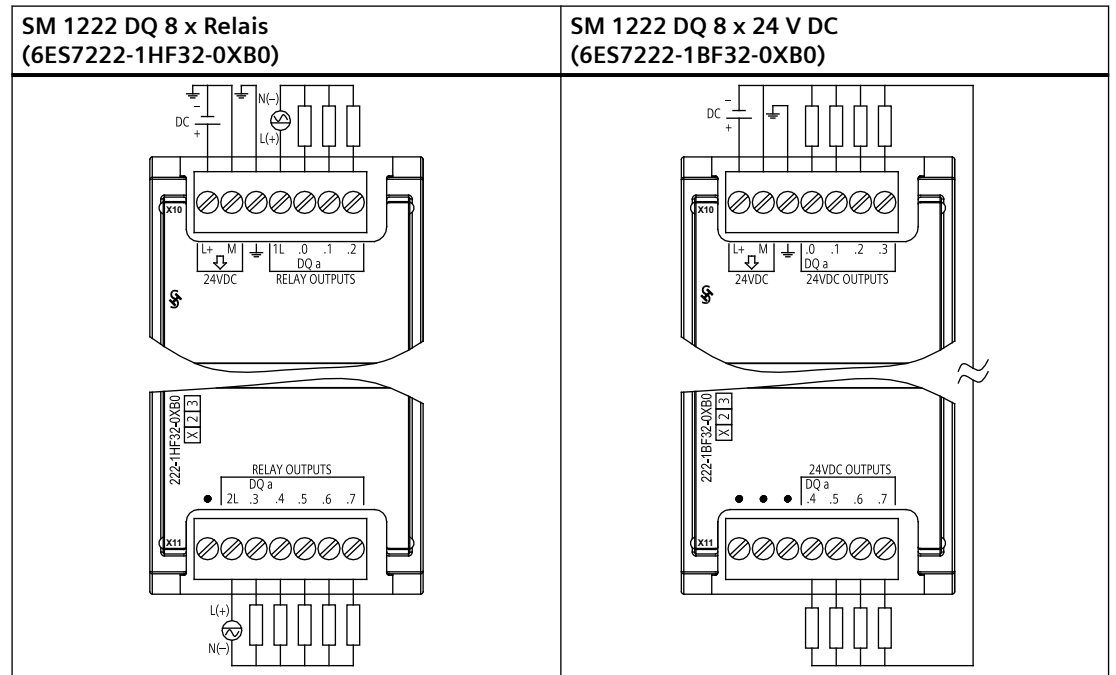 SM 1222 DQ 8 x Relais
(6ES7222-1HF32-0XB0)
DC
–
+
N(–)
L(+)
X10
L+ M 1L .0 .1 .2
DQ a
24VDC RELAY OUTPUTS
222-1HF32-0XB0
X 2 3
RELAY OUTPUTS
DQ a
2L .3 .4 .5 .6 .7
X11
L(+)
N(–)
SM 1222 DQ 8 x 24 V DC
(6ES7222-1BF32-0XB0)
DC
–
+
X10
L+ M .0 .1 .2 .3
DQ a
24VDC 24VDC OUTPUTS
222-1BF32-0XB0
X 2 3
24VDC OUTPUTS
DQ a
.4 .5 .6 .7
X11